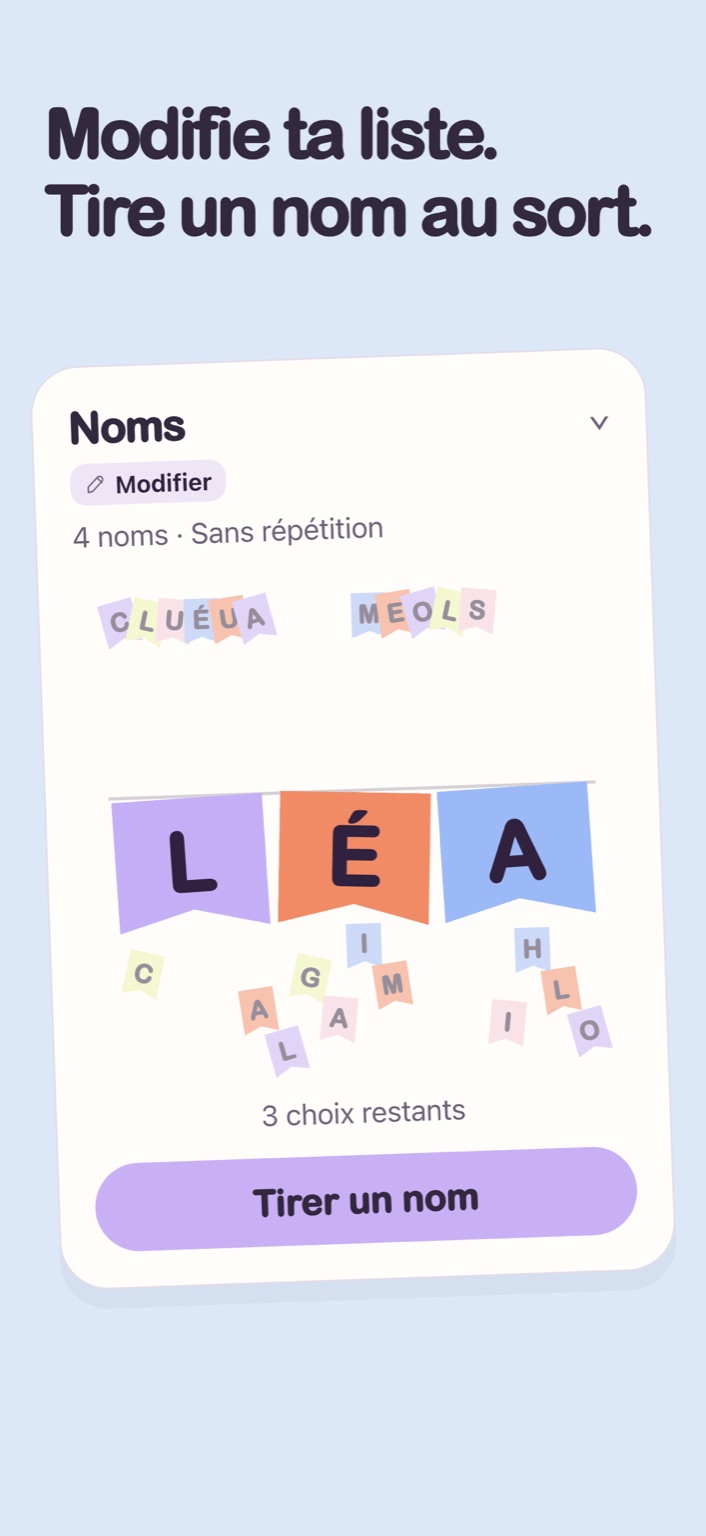 Modifie ta liste.
Tire un nom au sort.
Noms
Modifier
4 noms · Sans répétition
CLUÉUA
MEOLS
LÉA
I
H
C
G
M
A
L
A
I
L
O
3 choix restants
Tirer un nom